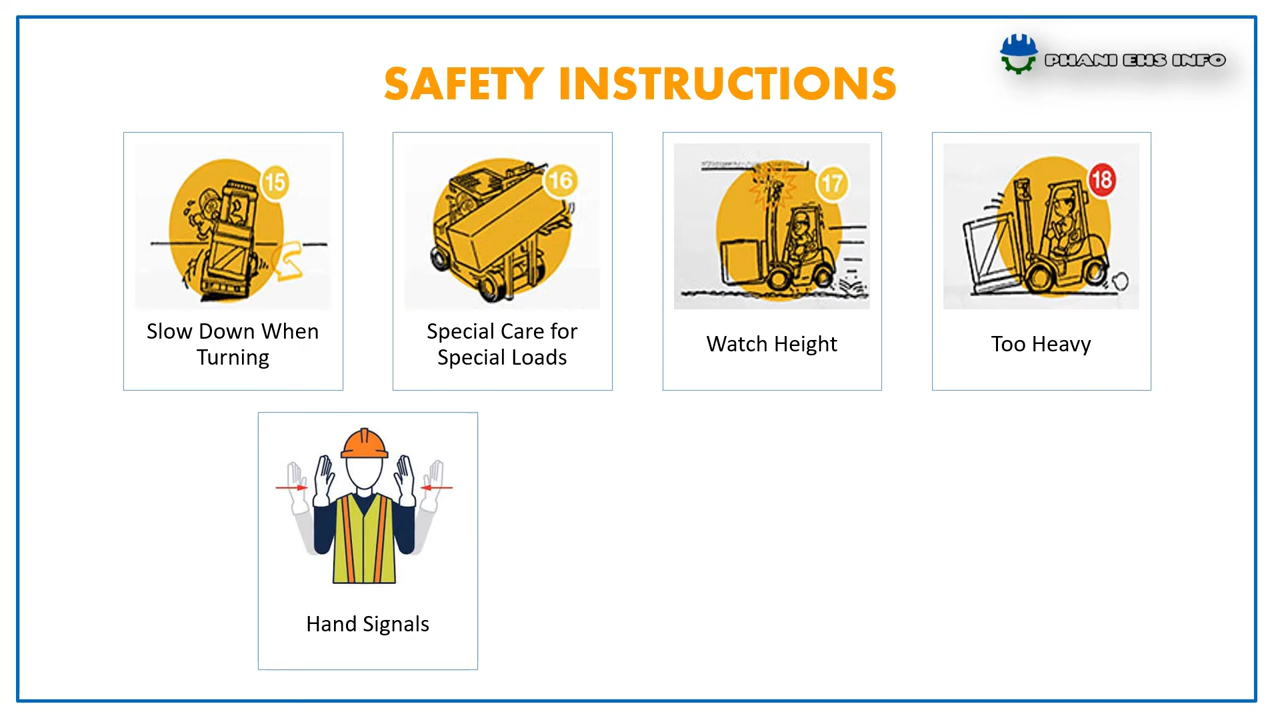 PHANI EHS INFO
SAFETY INSTRUCTIONS
15
16
17
18
Slow Down When
Turning
Special Care for
Special Loads
Watch Height
Too Heavy
Hand Signals